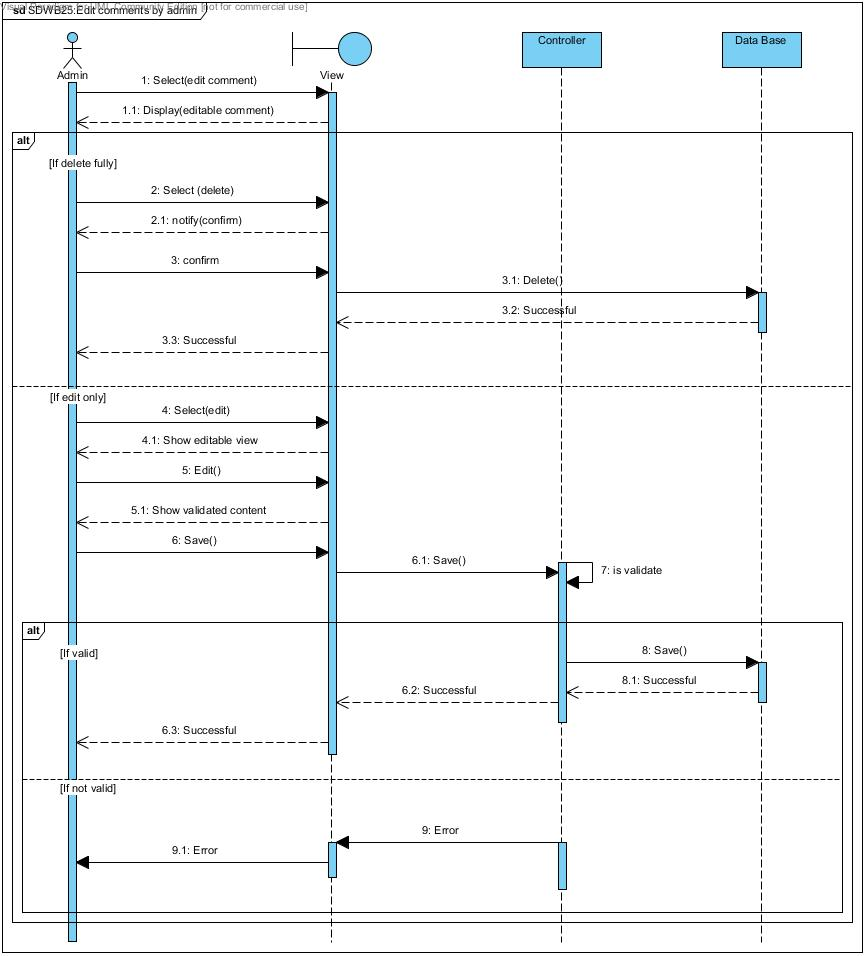 Visual Paradigm for UML Community Edition [not for commercial use]
sd SDWB25:Edit comments by admin
Admin
View
Controller
Data Base
1: Select(edit comment)
1.1: Display(editable comment)
alt
[If delete fully]
2: Select (delete)
2.1: notify(confirm)
3: confirm
3.1: Delete()
3.2: Successful
3.3: Successful
[If edit only]
4: Select(edit)
4.1: Show editable view
5: Edit()
5.1: Show validated content
6: Save()
6.1: Save()
7: is validate
alt
[If valid]
8: Save()
8.1: Successful
6.2: Successful
6.3: Successful
[If not valid]
9: Error
9.1: Error